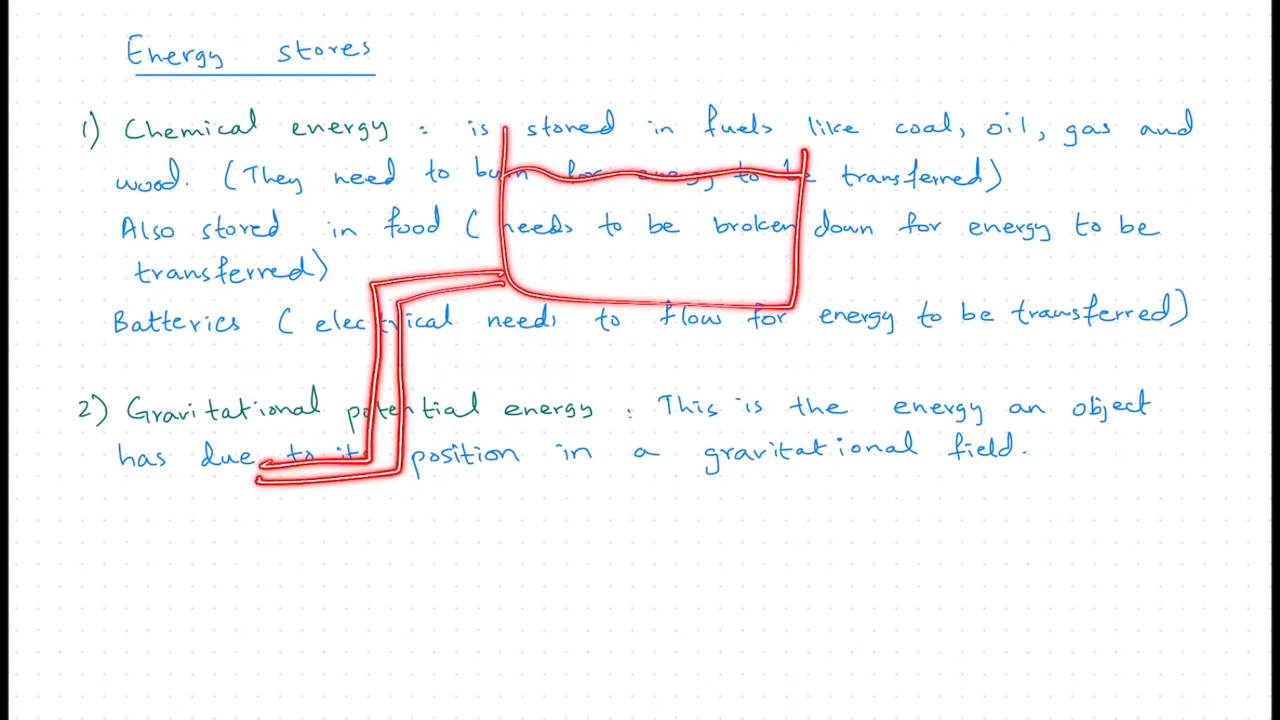 Energy stores
1) Chemical energy : is stored in fuels like coal, oil, gas and
wood. (They need to burn for energy to be transferred)
Also stored in food ( needs to be broken down for energy to be
transferred)
Batteries ( electrical needs to flow for energy to be transferred)
2) Gravitational potential energy : This is the energy an object
has due to its position in a gravitational field.